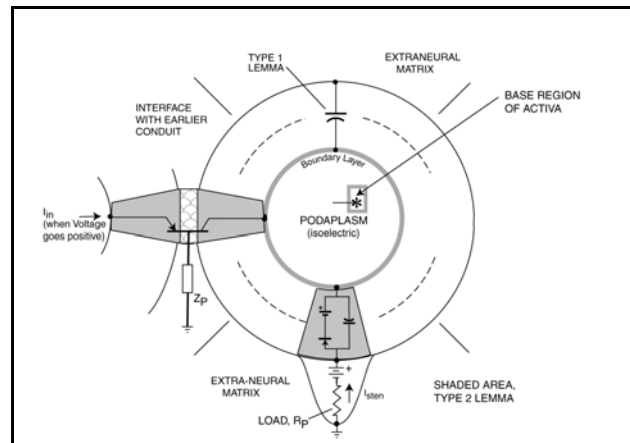 TYPE 1
LEMMA
EXTRANEURAL
MATRIX
INTERFACE
WITH EARLIER
CONDUIT
BASE REGION
OF ACTIVA
Boundary Layer
*
PODAPLASM
(isoelectric)
Iin
(when Voltage
goes positive)
ZP
+
+
EXTRA-NEURAL
MATRIX
Isten
LOAD, RP
SHADED AREA,
TYPE 2 LEMMA